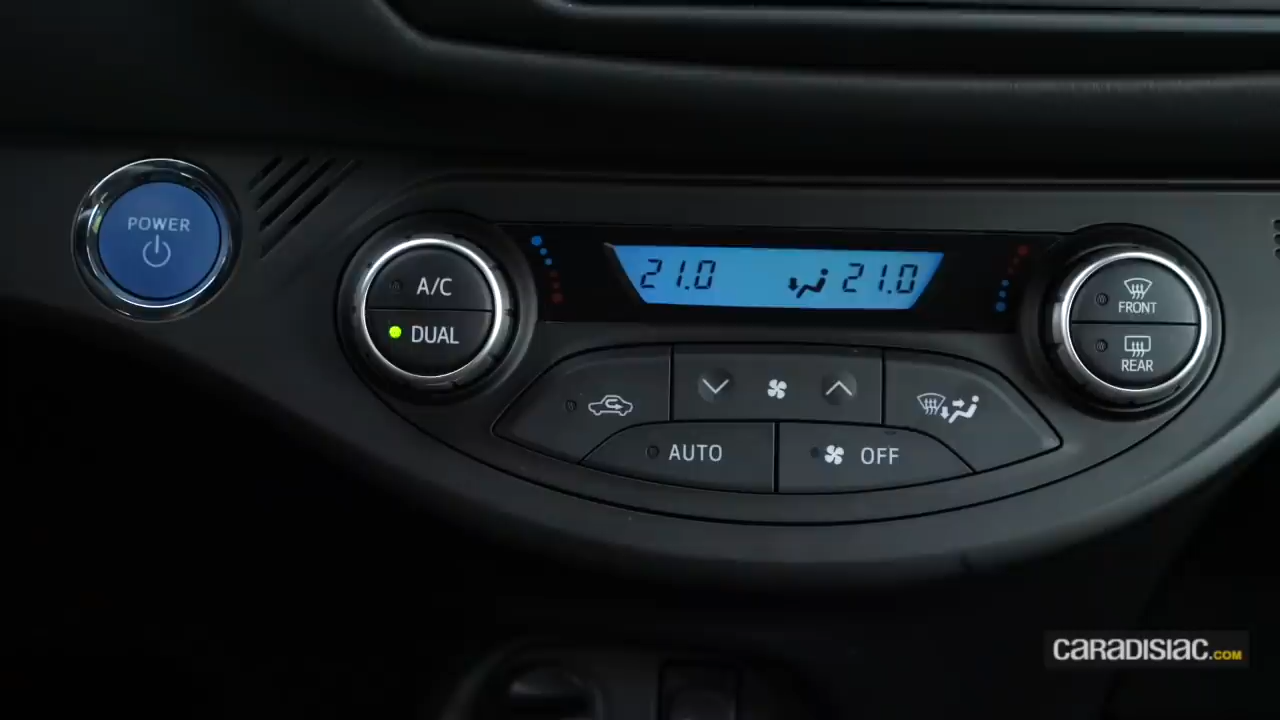 POWER
A/C
DUAL
21.0
21.0
FRONT
REAR
AUTO
OFF
CARADISIAC.COM